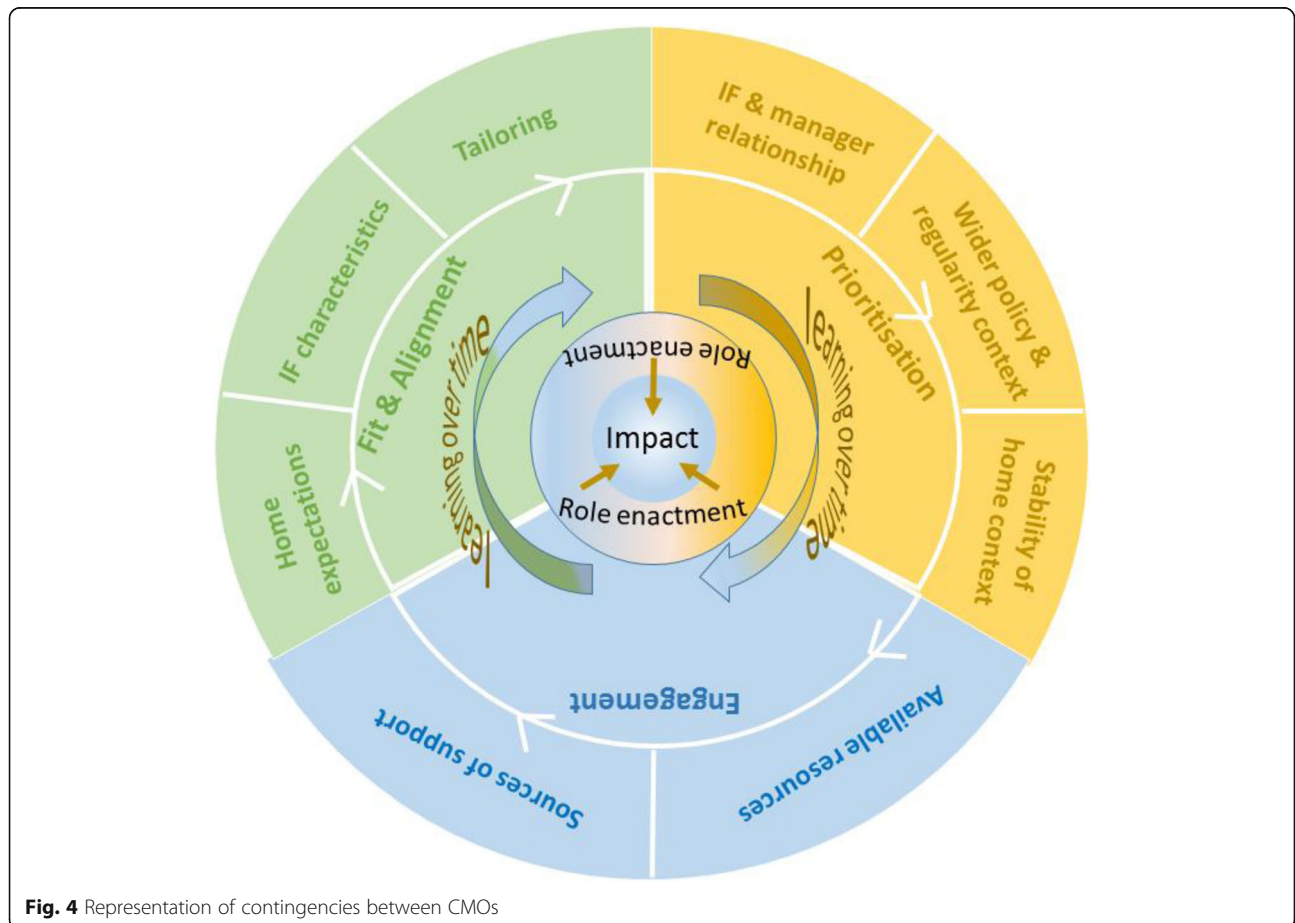 Tailoring
IF & manager
relationship
IF characteristics
Wider policy &
regularity context
Home
expectations
Stability of
home context
Fit & Alignment
Prioritisation
learning over time
learning over time
Role enactment
Impact
Role enactment
Engagement
Sources of support
Available resources
Fig. 4 Representation of contingencies between CMOs